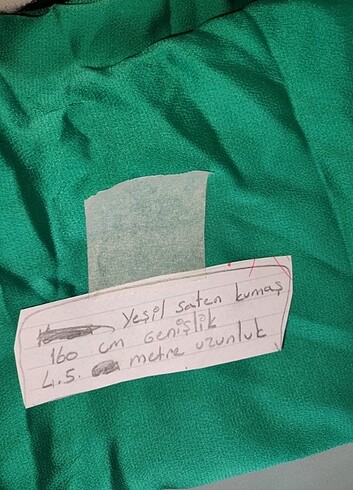 Yeşil saten kumaş
160 cm Genişlik
4.5. metre uzunluk